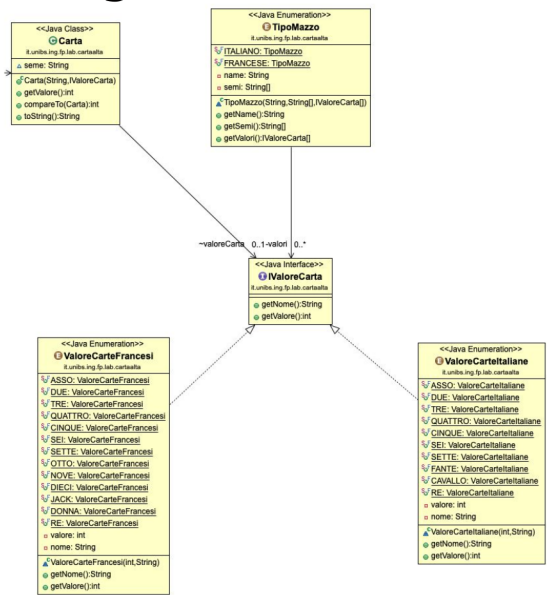 <<Java Class>>
Carta
it.unibs.ing.fp.lab.cartaalta
seme: String
Carta(String,IValoreCarta)
getValore():int
compareTo(Carta):int
toString():String
<<Java Enumeration>>
TipoMazzo
it.unibs.ing.fp.lab.cartaalta
ITALIANO: TipoMazzo
FRANCESE: TipoMazzo
name: String
semi: String[]
TipoMazzo(String,String[],IValoreCarta[])
getName():String
getSemi():String[]
getValori():IValoreCarta[]
~valoreCarta 0..1 -valori 0..*
<<Java Interface>>
IValoreCarta
it.unibs.ing.fp.lab.cartaalta
getNome():String
getValore():int
<<Java Enumeration>>
ValoreCarteFrancesi
it.unibs.ing.fp.lab.cartaalta
ASSO: ValoreCarteFrancesi
DUE: ValoreCarteFrancesi
TRE: ValoreCarteFrancesi
QUATTRO: ValoreCarteFrancesi
CINQUE: ValoreCarteFrancesi
SEI: ValoreCarteFrancesi
SETTE: ValoreCarteFrancesi
OTTO: ValoreCarteFrancesi
NOVE: ValoreCarteFrancesi
DIECI: ValoreCarteFrancesi
JACK: ValoreCarteFrancesi
DONNA: ValoreCarteFrancesi
RE: ValoreCarteFrancesi
valore: int
nome: String
ValoreCarteFrancesi(int,String)
getNome():String
getValore():int
<<Java Enumeration>>
ValoreCarteItaliane
it.unibs.ing.fp.lab.cartaalta
ASSO: ValoreCarteItaliane
DUE: ValoreCarteItaliane
TRE: ValoreCarteItaliane
QUATTRO: ValoreCarteItaliane
CINQUE: ValoreCarteItaliane
SEI: ValoreCarteItaliane
SETTE: ValoreCarteItaliane
FANTE: ValoreCarteItaliane
CAVALLO: ValoreCarteItaliane
RE: ValoreCarteItaliane
valore: int
nome: String
ValoreCarteItaliane(int,String)
getNome():String
getValore():int